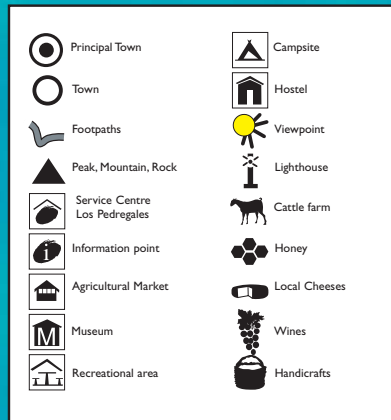 Principal Town
Town
Footpaths
Peak, Mountain, Rock
Service Centre
Los Pedregales
i
Information point
Agricultural Market
M
Museum
Recreational area
Campsite
Hostel
Viewpoint
Lighthouse
Cattle farm
Honey
Local Cheeses
Wines
Handicrafts